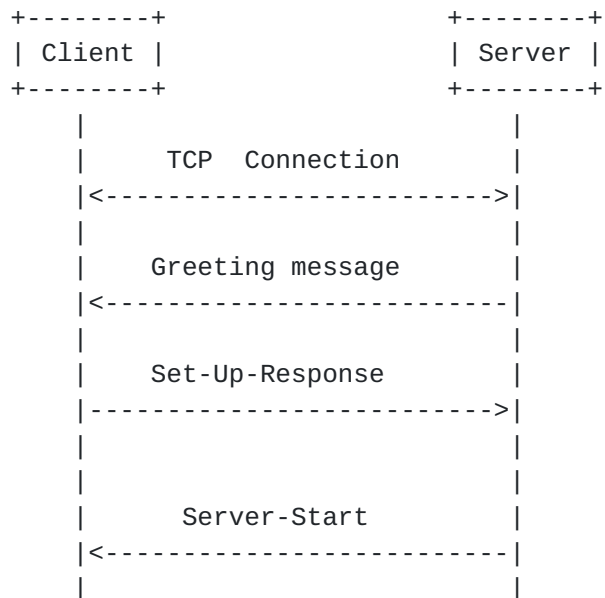 +--------+                  +--------+
| Client |                  | Server |
+--------+                  +--------+
    |                           |
    |     TCP  Connection       |
    |<------------------------->|
    |                           |
    |    Greeting message       |
    |<--------------------------|
    |                           |
    |    Set-Up-Response        |
    |-------------------------->|
    |                           |
    |                           |
    |      Server-Start         |
    |<--------------------------|
    |                           |